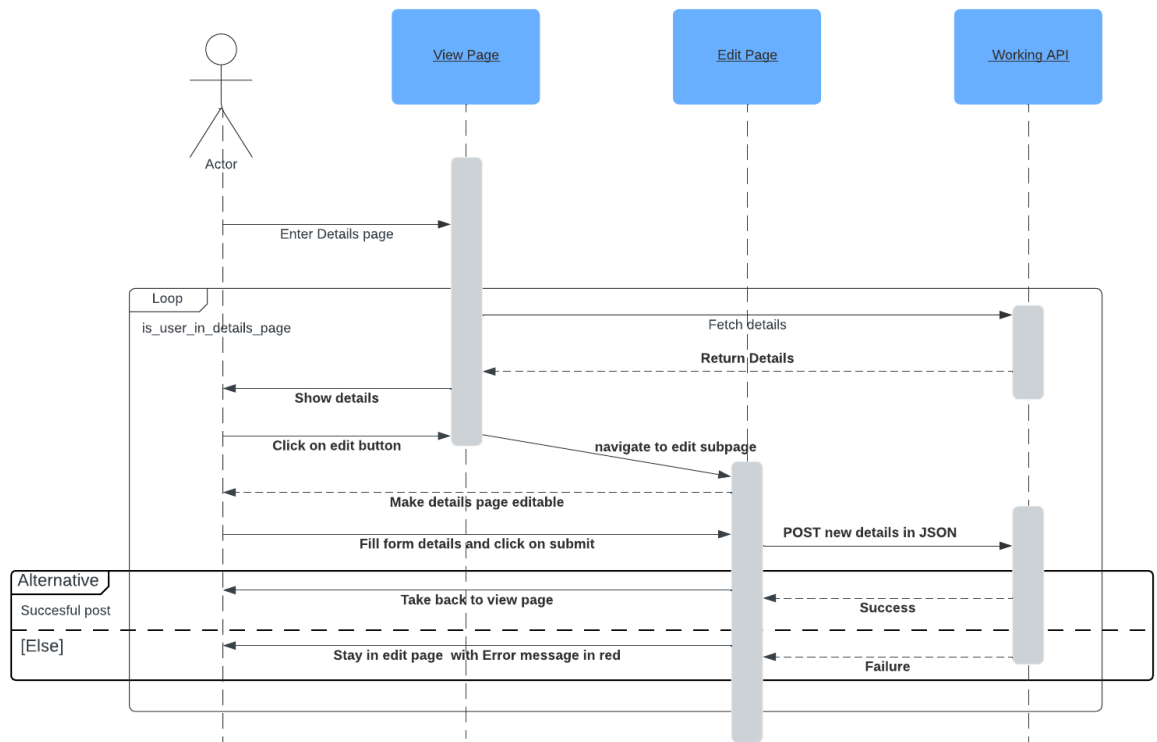 View Page
Edit Page
Working API
Actor
Enter Details page
Loop
is_user_in_details_page
Fetch details
Return Details
Show details
Click on edit button
navigate to edit subpage
Make details page editable
POST new details in JSON
Fill form details and click on submit
Alternative
Succesful post
Take back to view page
Success
[Else]
Stay in edit page with Error message in red
Failure